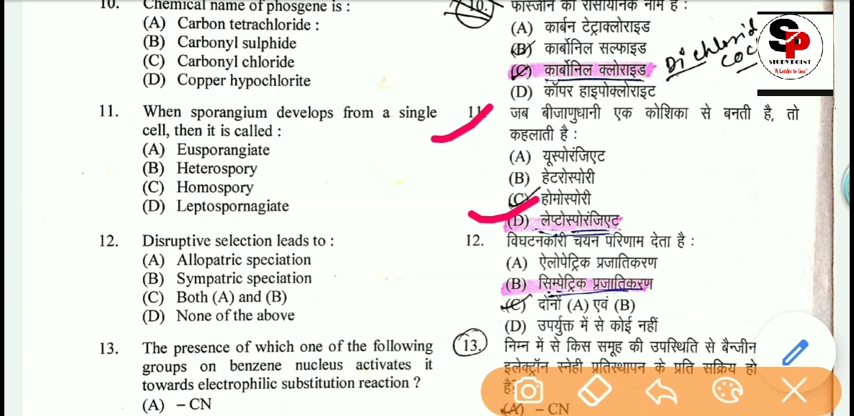 10. Chemical name of phosgene is :
(A) Carbon tetrachloride :
(B) Carbonyl sulphide
(C) Carbonyl chloride
(D) Copper hypochlorite
11. When sporangium develops from a single
cell, then it is called :
(A) Eusporangiate
(B) Heterospory
(C) Homospory
(D) Leptospornagiate
12. Disruptive selection leads to :
(A) Allopatric speciation
(B) Sympatric speciation
(C) Both (A) and (B)
(D) None of the above
13. The presence of which one of the following
groups on benzene nucleus activates it
towards electrophilic substitution reaction ?
(A) – CN
10. फास्जीन का रासायनिक नाम है :
(A) कार्बन टेट्राक्लोराइड
(B) कार्बोनिल सल्फाइड
(C) कार्बोनिल क्लोराइड
(D) कॉपर हाइपोक्लोराइट
Dichlorid
COC
SP
STUDY POINT
11. जब बीजाणुधानी एक कोशिका से बनती है, तो
कहलाती है :
(A) यूस्पोरंजिएट
(B) हेटरोस्पोरी
(C) होमोस्पोरी
(D) लेप्टोस्पोरंजिएट
12. विघटनकारी चयन परिणाम देता है :
(A) ऐलोपेट्रिक प्रजातिकरण
(B) सिम्पेट्रिक प्रजातिकरण
(C) दोनों (A) एवं (B)
(D) उपर्युक्त में से कोई नहीं
13. निम्न में से किस समूह की उपस्थिति से बैन्जीन
इलेक्ट्रॉन स्नेही प्रतिस्थापन के प्रति सक्रिय हो
है
(A) – CN